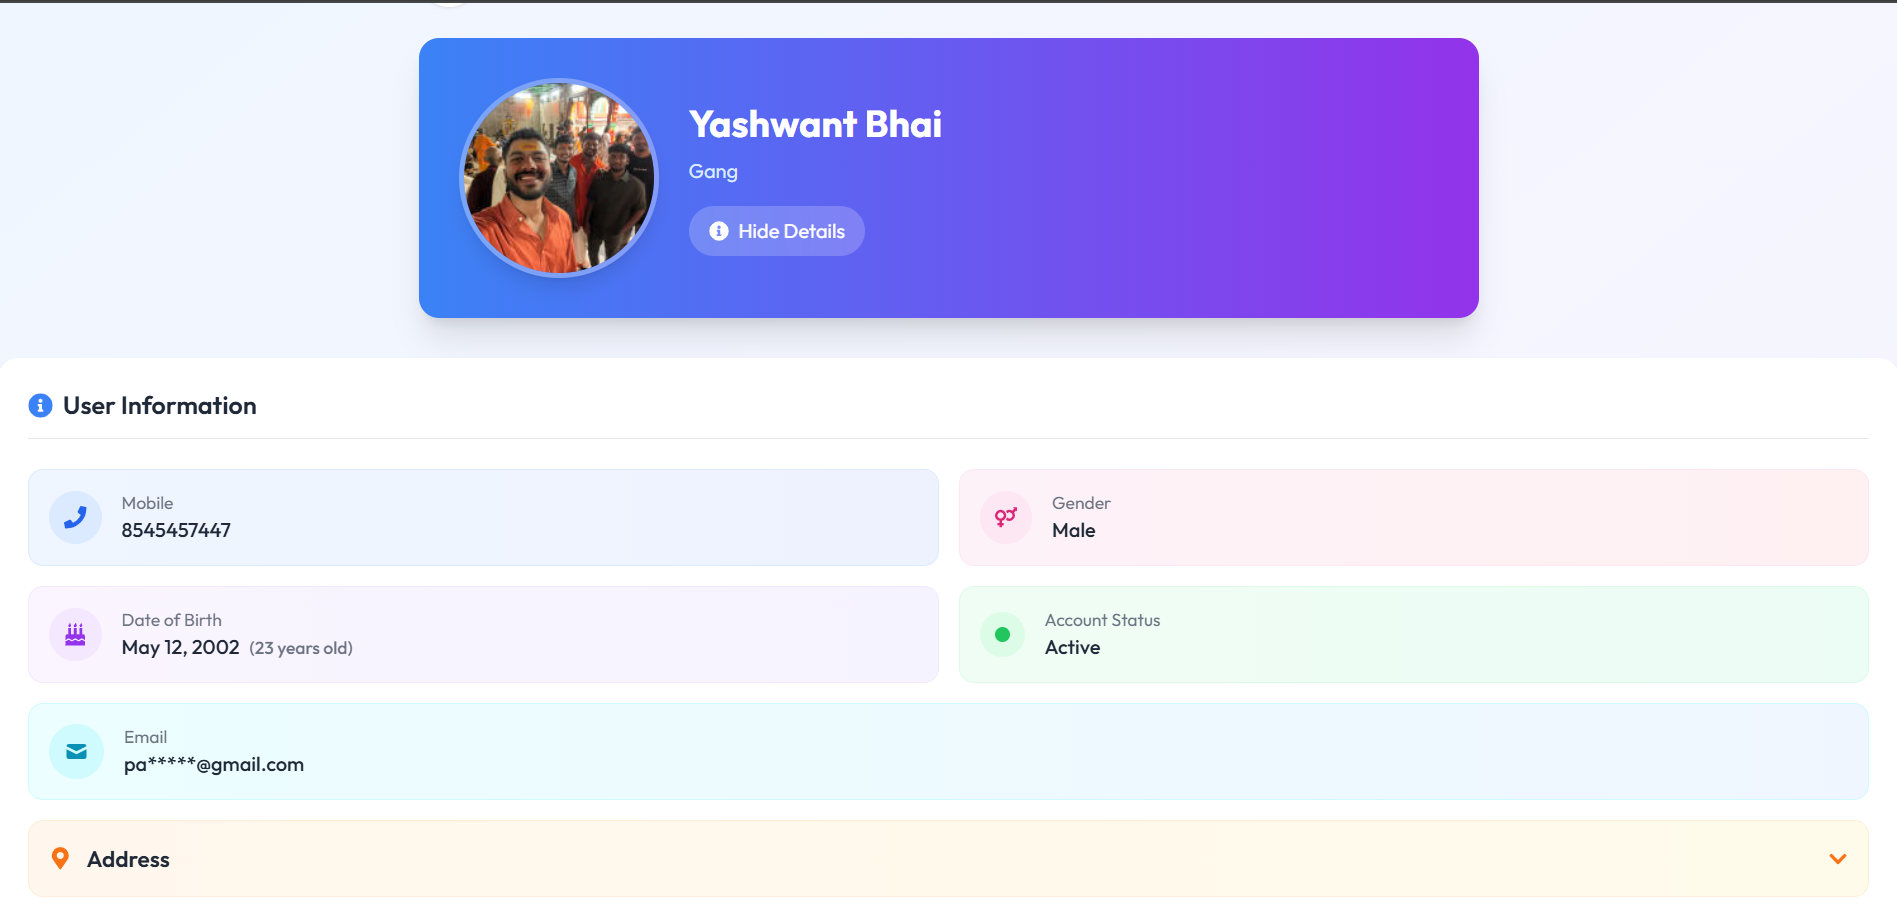 Yashwant Bhai
Gang
Hide Details
User Information
Mobile
8545457447
Gender
Male
Date of Birth
May 12, 2002 (23 years old)
Account Status
Active
Email
pa*****@gmail.com
Address